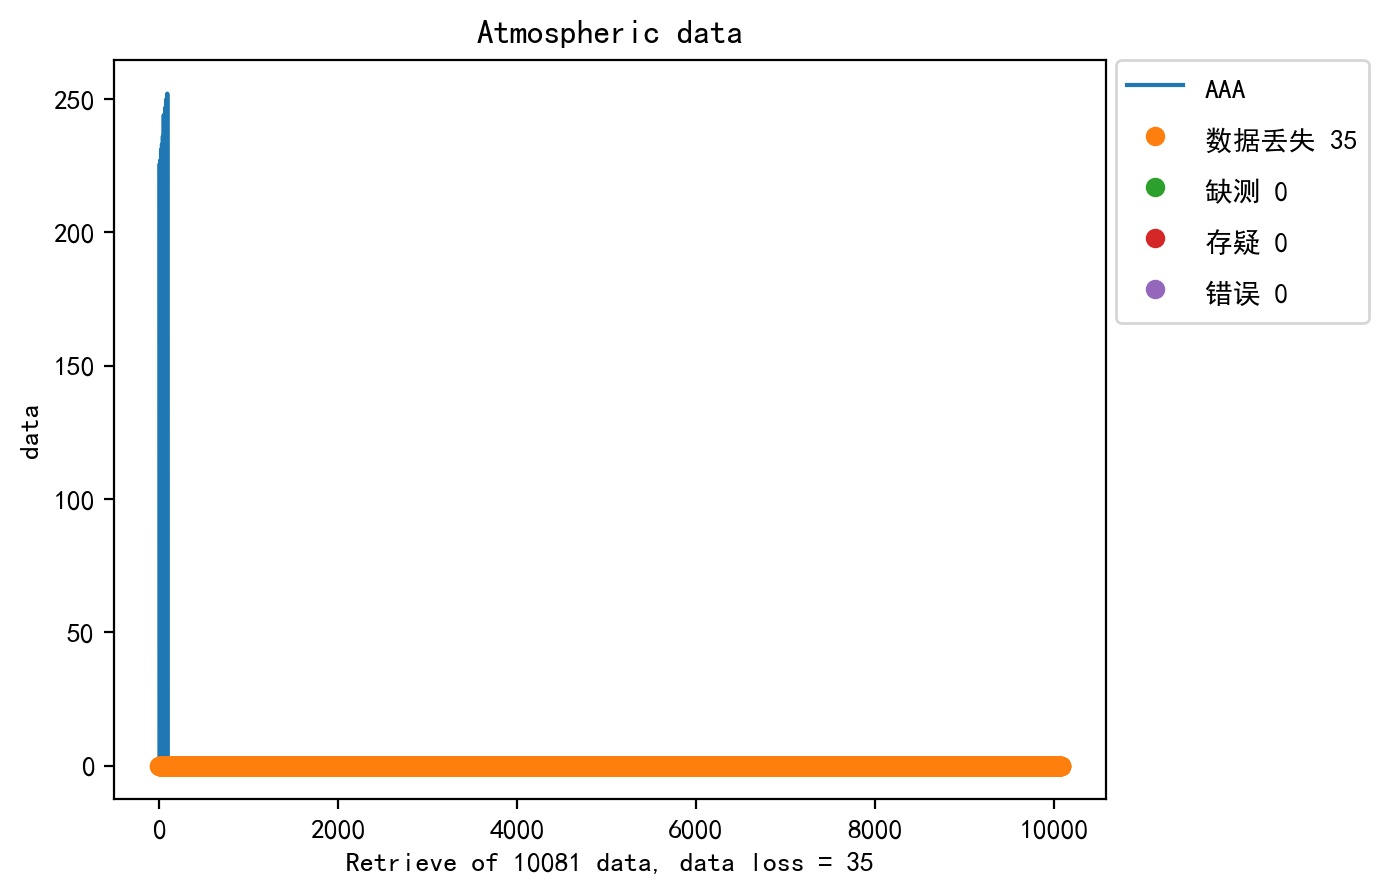 Atmospheric data
250
200
150
100
50
0
data
0 2000 4000 6000 8000 10000
Retrieve of 10081 data, data loss = 35
AAA
数据丢失 35
缺测 0
存疑 0
错误 0